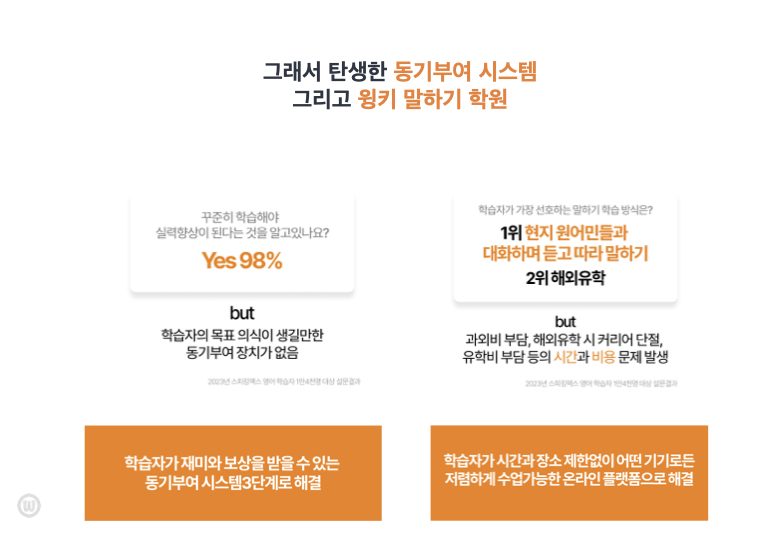 그래서 탄생한 동기부여 시스템
그리고 윙키 말하기 학원
꾸준히 학습해야
실력향상이 된다는 것을 알고있나요?
Yes 98%
but
학습자의 목표 의식이 생길만한
동기부여 장치가 없음
2023년 스피킹맥스 영어 학습자 1만4천명 대상 설문결과
학습자가 재미와 보상을 받을 수 있는
동기부여 시스템3단계로 해결
학습자가 가장 선호하는 말하기 학습 방식은?
1위 현지 원어민들과
대화하며 듣고 따라 말하기
2위 해외유학
but
과외비 부담, 해외유학 시 커리어 단절,
유학비 부담 등의 시간과 비용 문제 발생
2023년 스피킹맥스 영어 학습자 1만4천명 대상 설문결과
학습자가 시간과 장소 제한없이 어떤 기기로든
저렴하게 수업가능한 온라인 플랫폼으로 해결
W